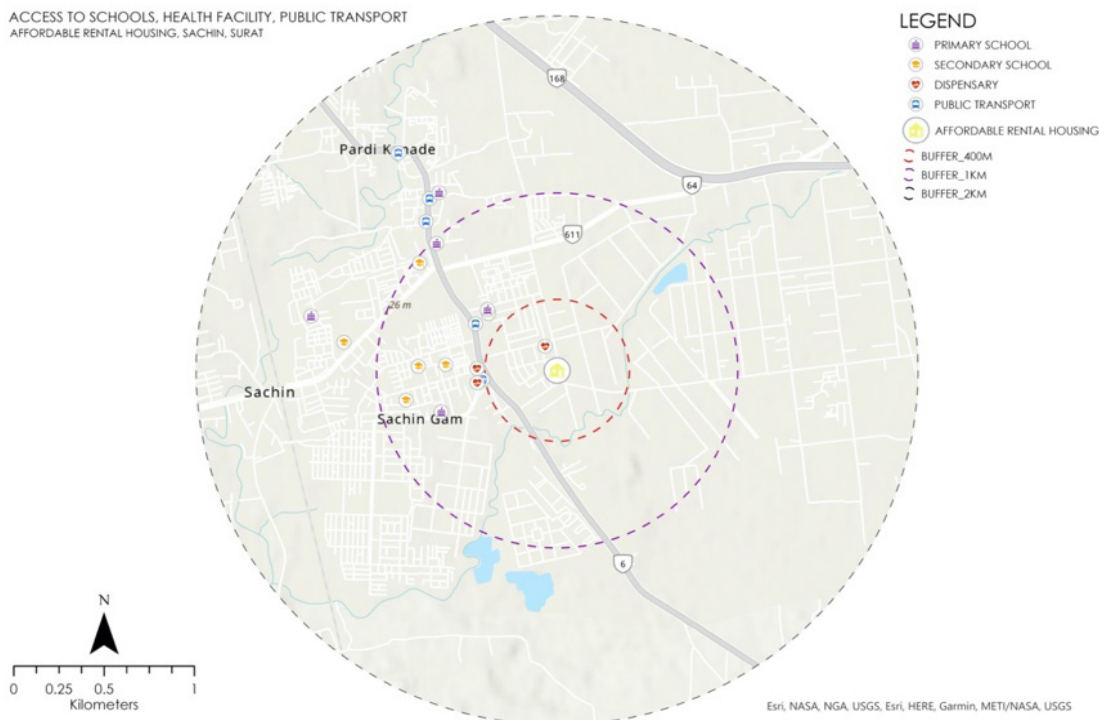 ACCESS TO SCHOOLS, HEALTH FACILITY, PUBLIC TRANSPORT
AFFORDABLE RENTAL HOUSING, SACHIN, SURAT
LEGEND
PRIMARY SCHOOL
SECONDARY SCHOOL
DISPENSARY
PUBLIC TRANSPORT
AFFORDABLE RENTAL HOUSING
BUFFER_400M
BUFFER_1KM
BUFFER_2KM
168
Pardi Kanade
64
611
26 m
Sachin
Sachin Gam
6
N
0 0.25 0.5 1
Kilometers
Esri, NASA, NGA, USGS, Esri, HERE, Garmin, METI/NASA, USGS